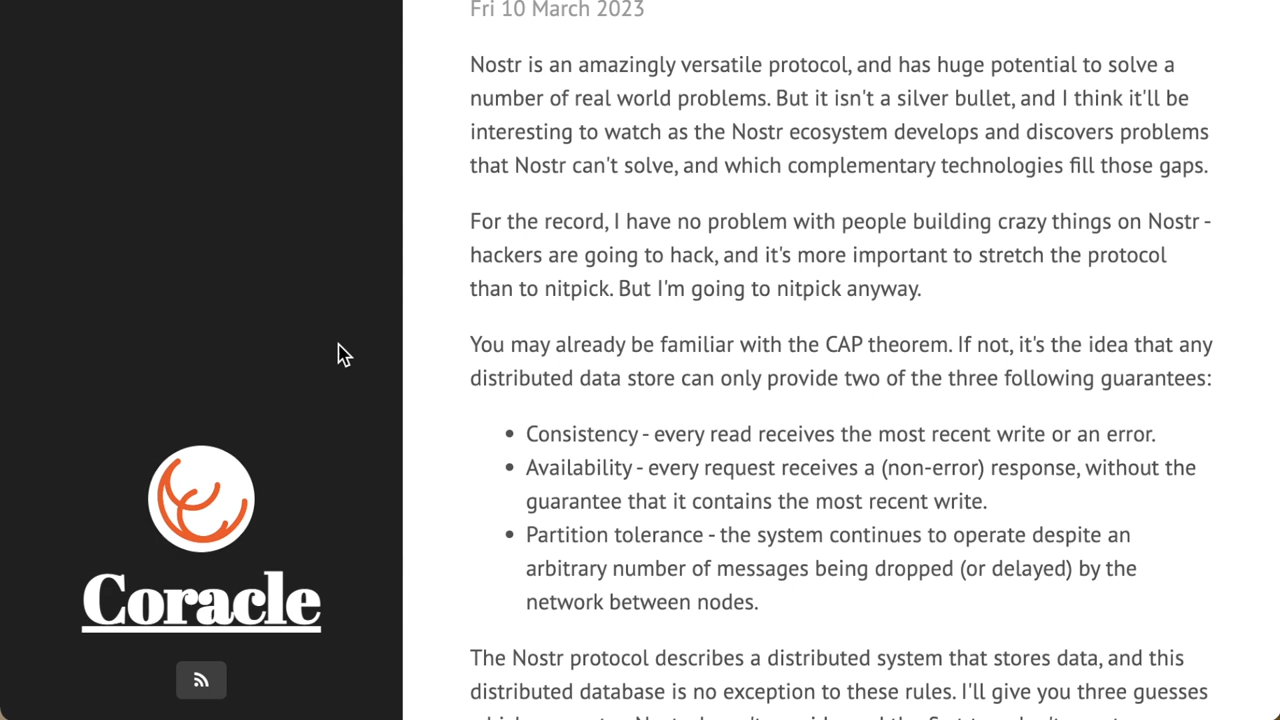 Fri 10 March 2023
Nostr is an amazingly versatile protocol, and has huge potential to solve a
number of real world problems. But it isn't a silver bullet, and I think it'll be
interesting to watch as the Nostr ecosystem develops and discovers problems
that Nostr can't solve, and which complementary technologies fill those gaps.
For the record, I have no problem with people building crazy things on Nostr -
hackers are going to hack, and it's more important to stretch the protocol
than to nitpick. But I'm going to nitpick anyway.
You may already be familiar with the CAP theorem. If not, it's the idea that any
distributed data store can only provide two of the three following guarantees:
• Consistency - every read receives the most recent write or an error.
• Availability - every request receives a (non-error) response, without the
guarantee that it contains the most recent write.
• Partition tolerance - the system continues to operate despite an
arbitrary number of messages being dropped (or delayed) by the
network between nodes.
The Nostr protocol describes a distributed system that stores data, and this
distributed database is no exception to these rules. I'll give you three guesses
Coracle